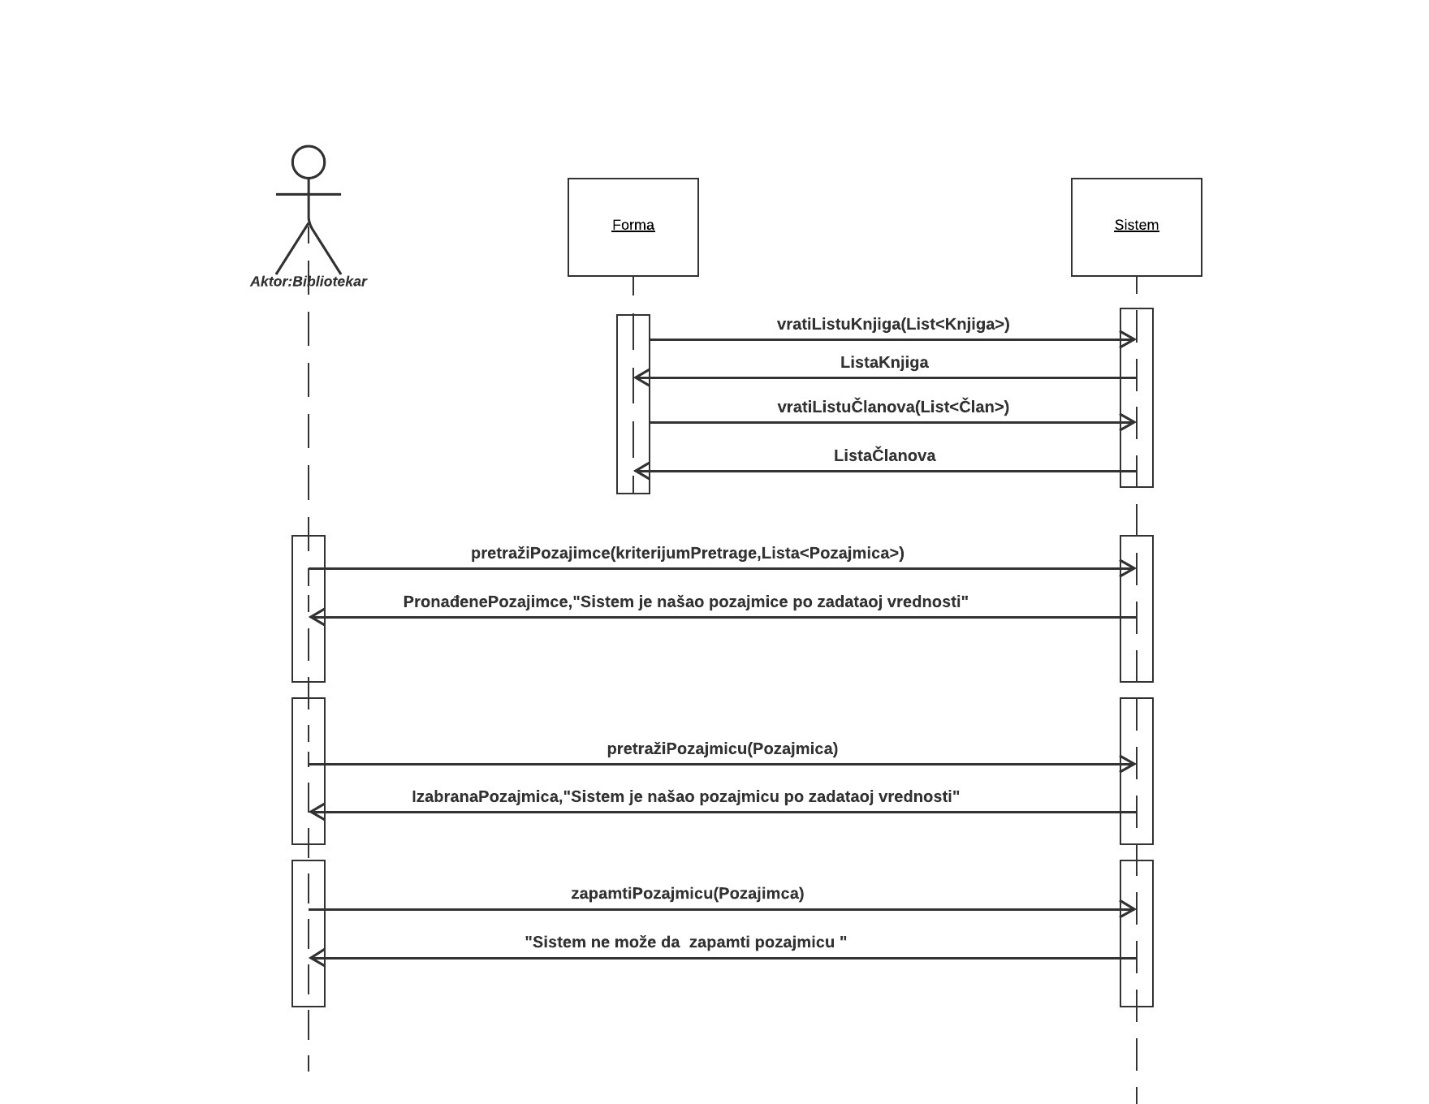 Forma
Sistem
Aktor:Bibliotekar
vratiListuKnjiga(List<Knjiga>)
ListaKnjiga
vratiListuČlanova(List<Član>)
ListaČlanova
pretražiPozajimce(kriterijumPretrage,Lista<Pozajmica>)
PronađenePozajimce,"Sistem je našao pozajmice po zadataoj vrednosti"
pretražiPozajmicu(Pozajmica)
IzabranaPozajmica,"Sistem je našao pozajmicu po zadataoj vrednosti"
zapamtiPozajmicu(Pozajimca)
"Sistem ne može da  zapamti pozajmicu "